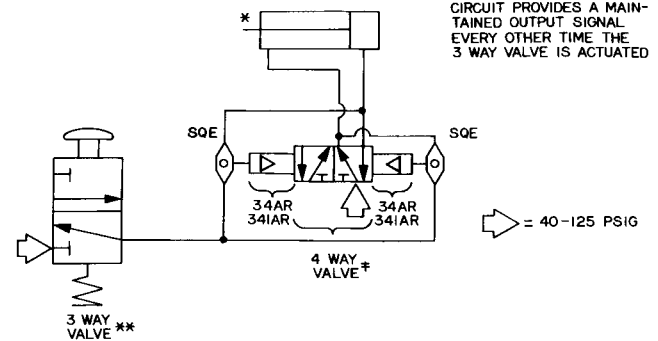 CIRCUIT PROVIDES A MAIN-
TAINED OUTPUT SIGNAL
EVERY OTHER TIME THE
3 WAY VALVE IS ACTUATED
*
SQE
SQE
34AR
341AR
34AR
341AR
= 40-125 PSIG
4 WAY
VALVE‡
3 WAY
VALVE**